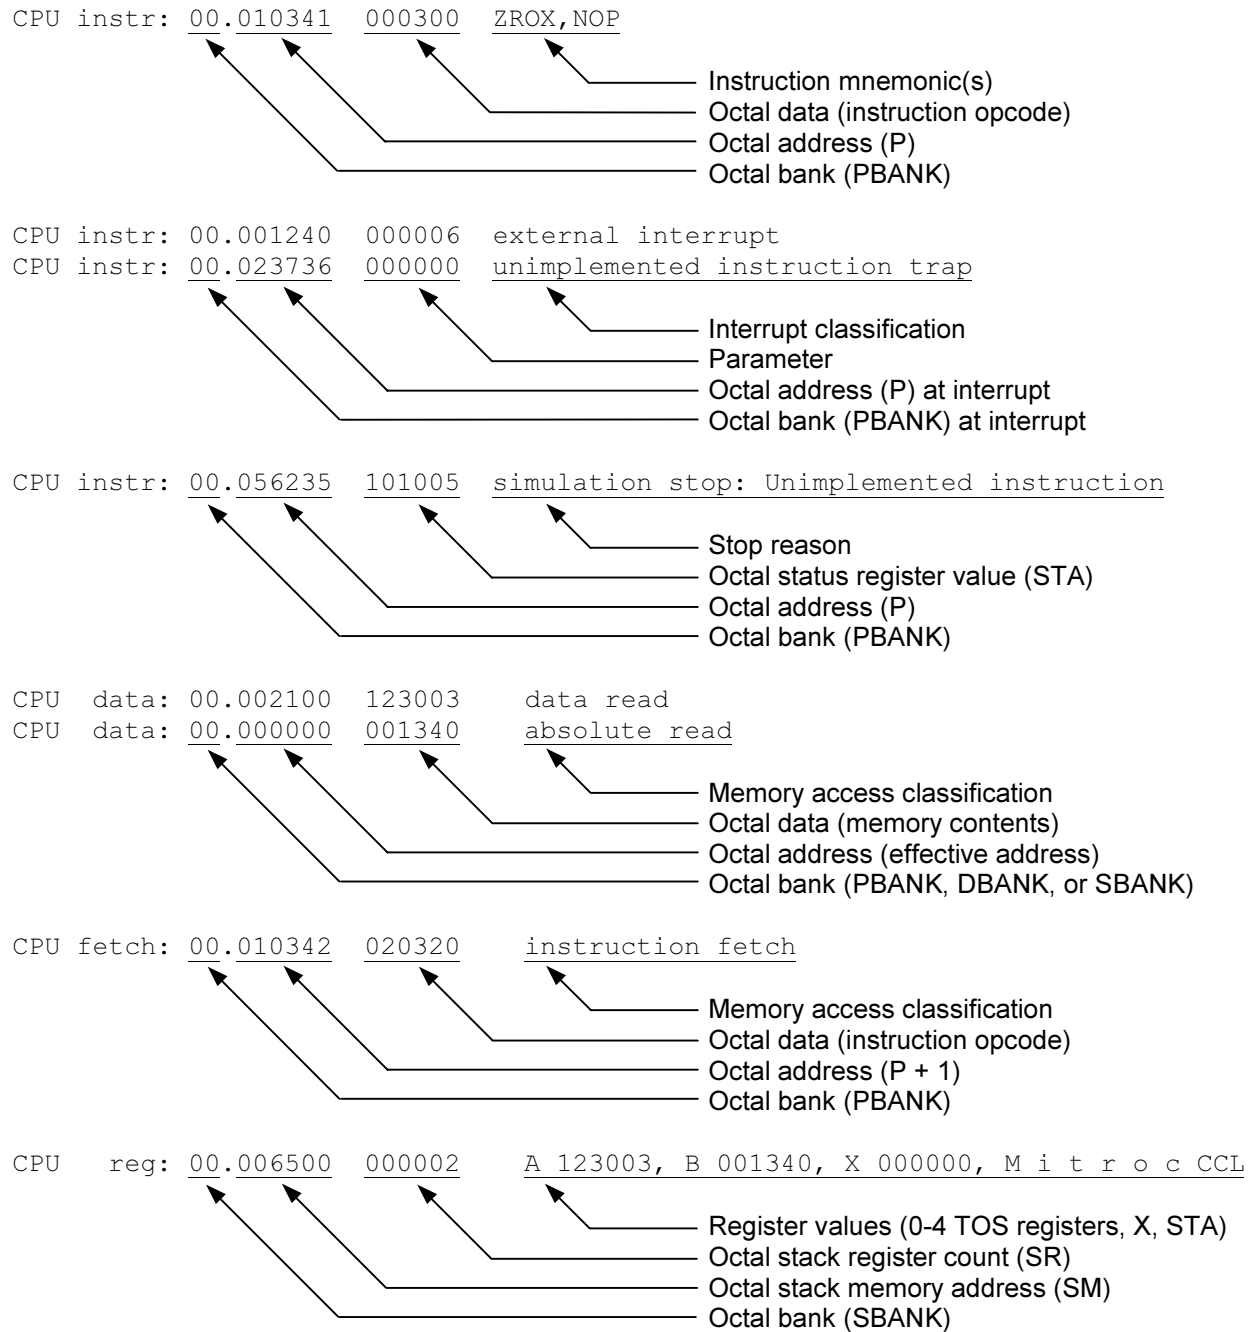 CPU instr: 00.010341  000300  ZROX,NOP
Instruction mnemonic(s)
Octal data (instruction opcode)
Octal address (P)
Octal bank (PBANK)
CPU instr: 00.001240  000006  external interrupt
CPU instr: 00.023736  000000  unimplemented instruction trap
Interrupt classification
Parameter
Octal address (P) at interrupt
Octal bank (PBANK) at interrupt
CPU instr: 00.056235  101005  simulation stop: Unimplemented instruction
Stop reason
Octal status register value (STA)
Octal address (P)
Octal bank (PBANK)
CPU  data: 00.002100  123003    data read
CPU  data: 00.000000  001340    absolute read
Memory access classification
Octal data (memory contents)
Octal address (effective address)
Octal bank (PBANK, DBANK, or SBANK)
CPU fetch: 00.010342  020320    instruction fetch
Memory access classification
Octal data (instruction opcode)
Octal address (P + 1)
Octal bank (PBANK)
CPU   reg: 00.006500  000002    A 123003, B 001340, X 000000, M i t r o c CCL
Register values (0-4 TOS registers, X, STA)
Octal stack register count (SR)
Octal stack memory address (SM)
Octal bank (SBANK)